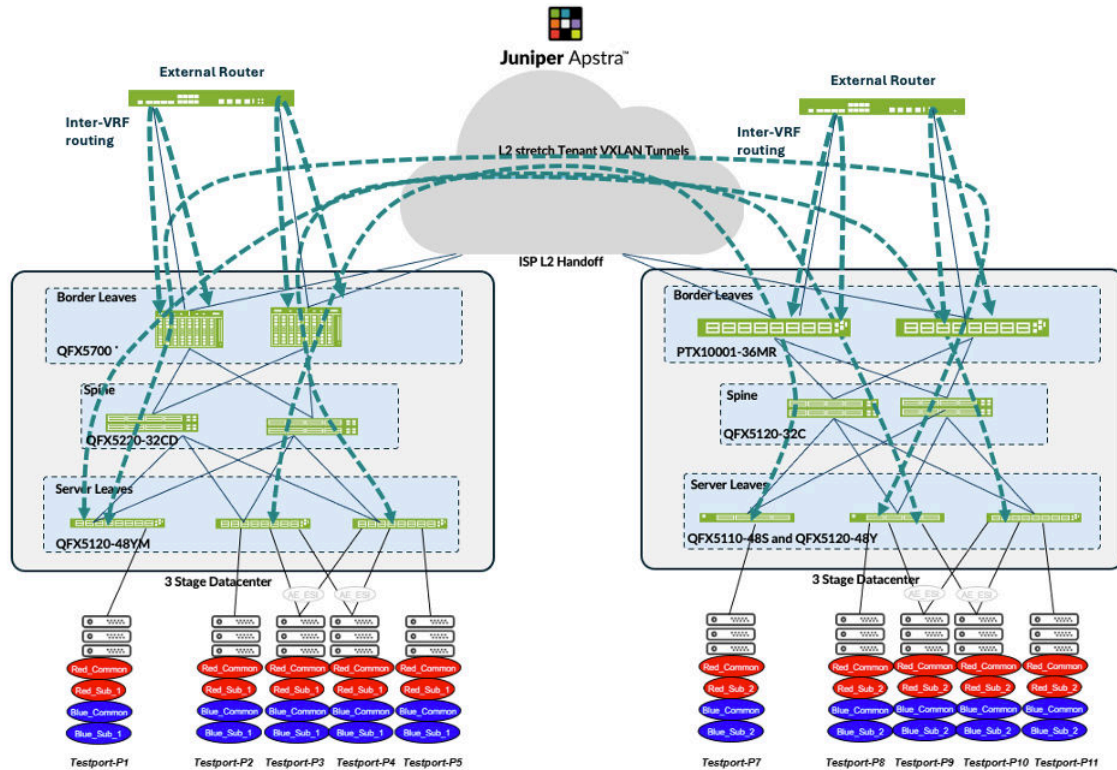 Juniper Apstra™
External Router
External Router
Inter-VRF
routing
Inter-VRF
routing
L2 stretch Tenant VXLAN Tunnels
ISP L2 Handoff
Border Leaves
QFX5700 *
Spine
QFX5220-32CD
Server Leaves
QFX5120-48YM
3 Stage Datacenter
Border Leaves
PTX10001-36MR
Spine
QFX5120-32C
Server Leaves
QFX5110-48S and QFX5120-48Y
3 Stage Datacenter
AE_ESI AE_ESI
AE_ESI AE_ESI
Red_Common Red_Common Red_Common Red_Common Red_Common
Red_Sub_1 Red_Sub_1 Red_Sub_1 Red_Sub_1 Red_Sub_1
Blue_Common Blue_Common Blue_Common Blue_Common Blue_Common
Blue_Sub_1 Blue_Sub_1 Blue_Sub_1 Blue_Sub_1 Blue_Sub_1
Testport-P1 Testport-P2 Testport-P3 Testport-P4 Testport-P5
Red_Common Red_Common Red_Common Red_Common Red_Common
Red_Sub_2 Red_Sub_2 Red_Sub_2 Red_Sub_2 Red_Sub_2
Blue_Common Blue_Common Blue_Common Blue_Common Blue_Common
Blue_Sub_2 Blue_Sub_2 Blue_Sub_2 Blue_Sub_2 Blue_Sub_2
Testport-P7 Testport-P8 Testport-P9 Testport-P10 Testport-P11